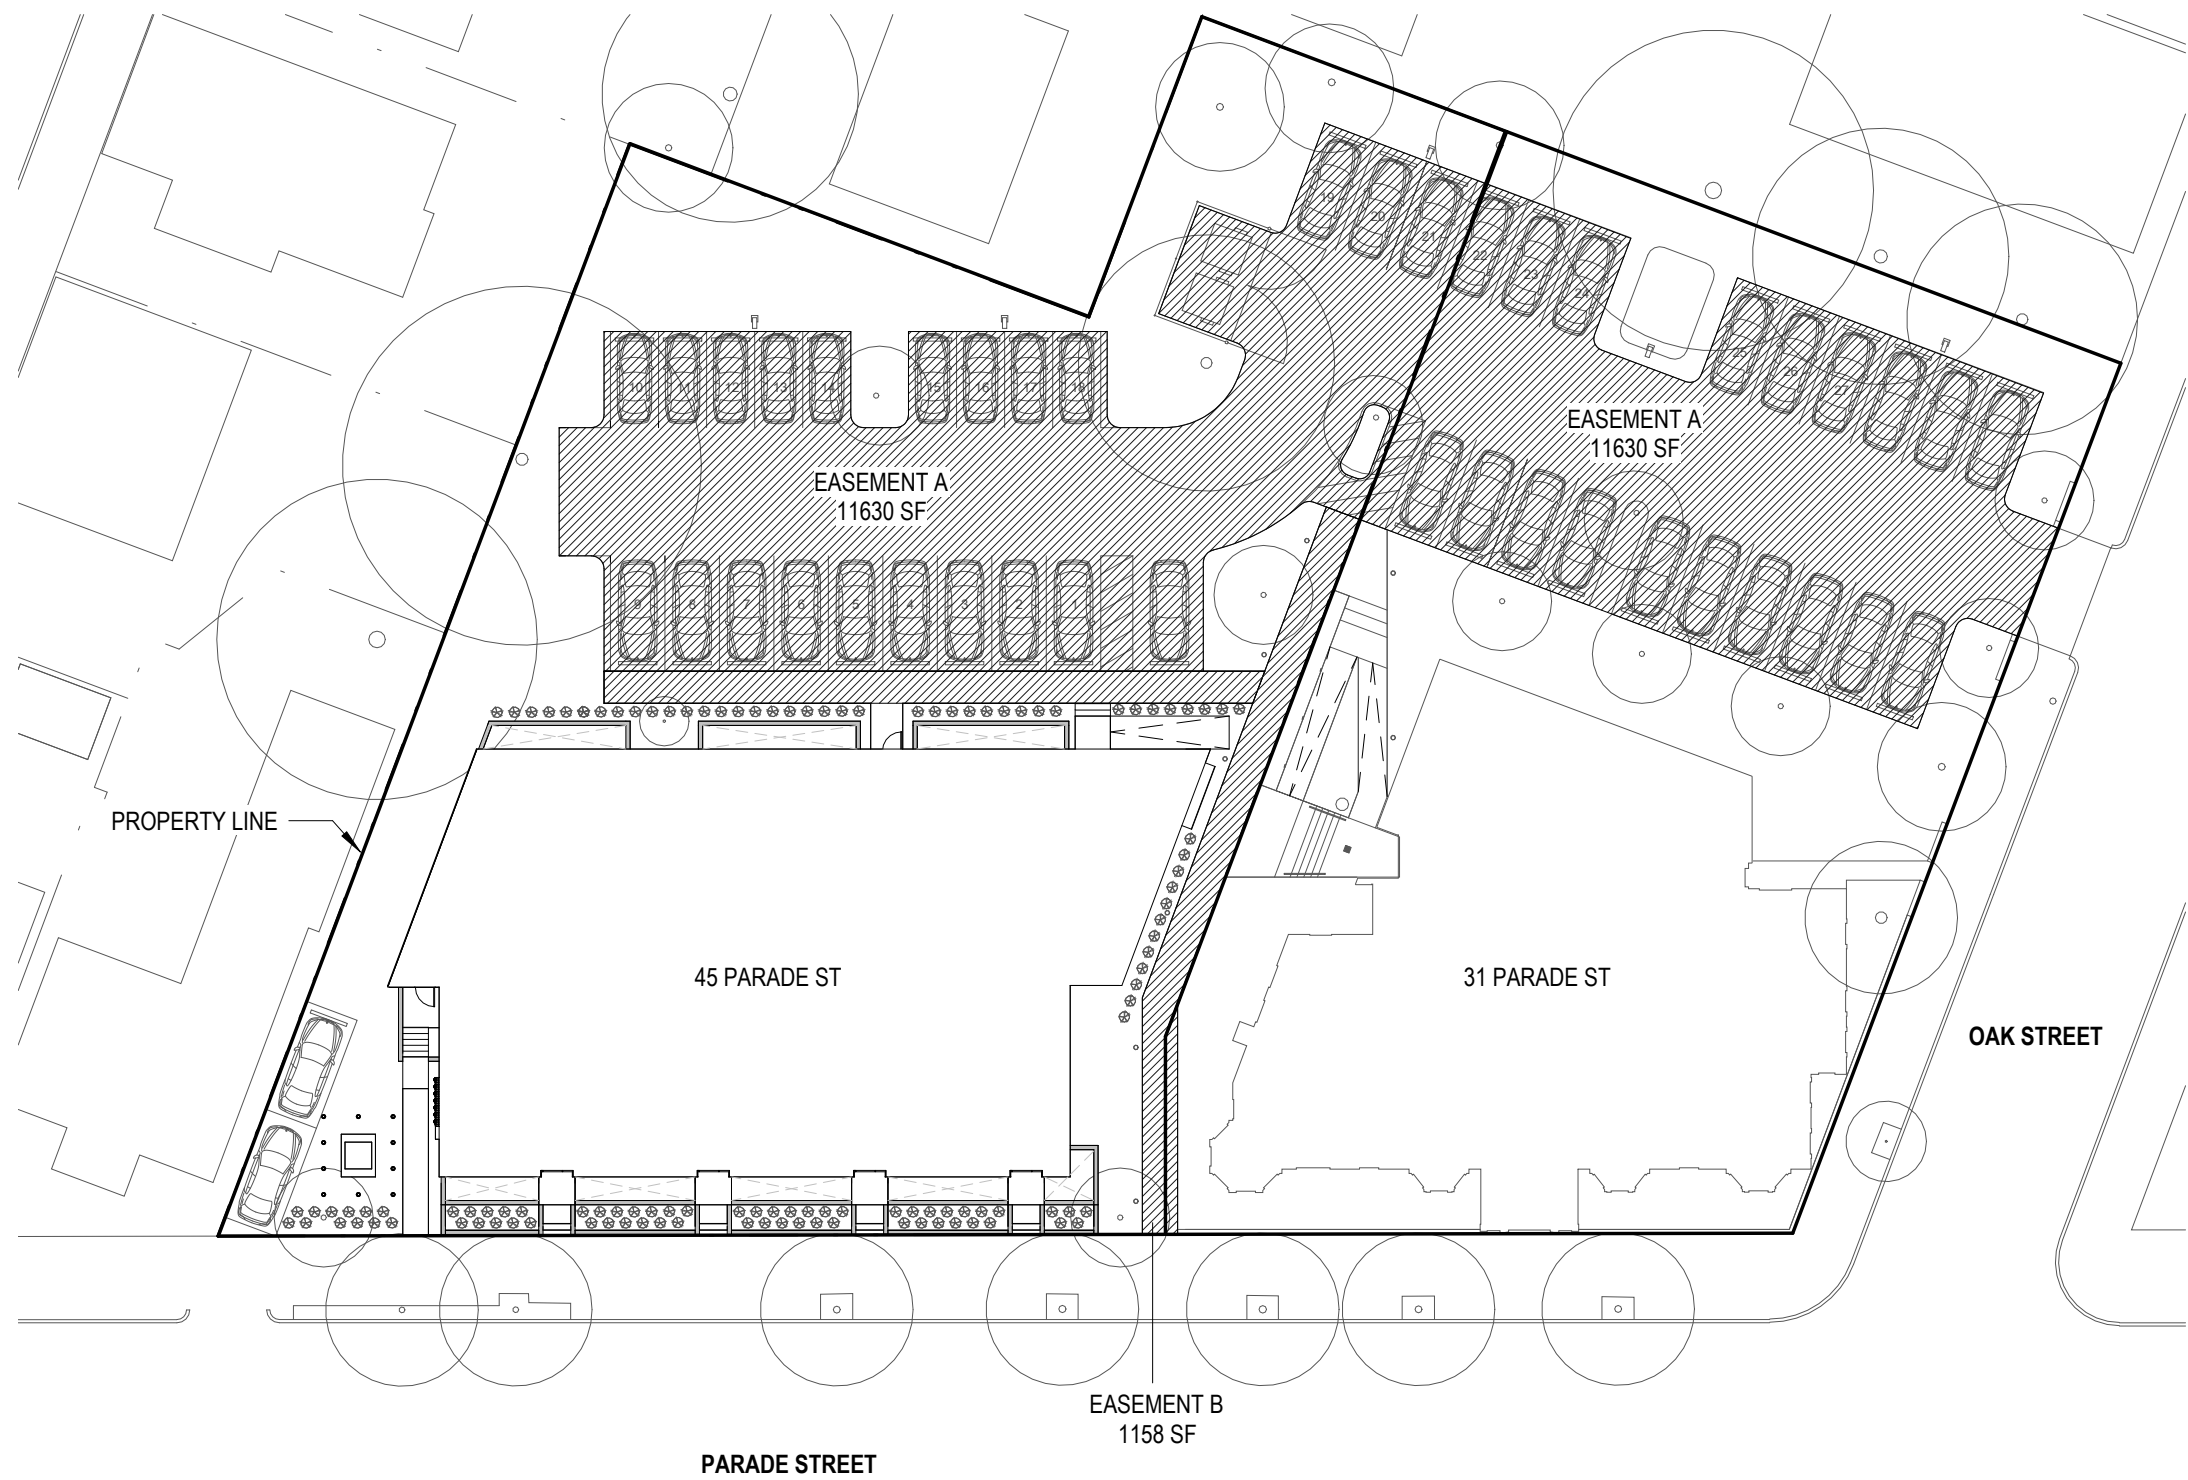 19
20
21
22
23
24
25
26
27
10
11
12
13
14
15
16
17
18
EASEMENT A
11630 SF
EASEMENT A
11630 SF
9
8
7
6
5
4
3
2
1
PROPERTY LINE
45 PARADE ST
31 PARADE ST
OAK STREET
EASEMENT B
1158 SF
PARADE STREET